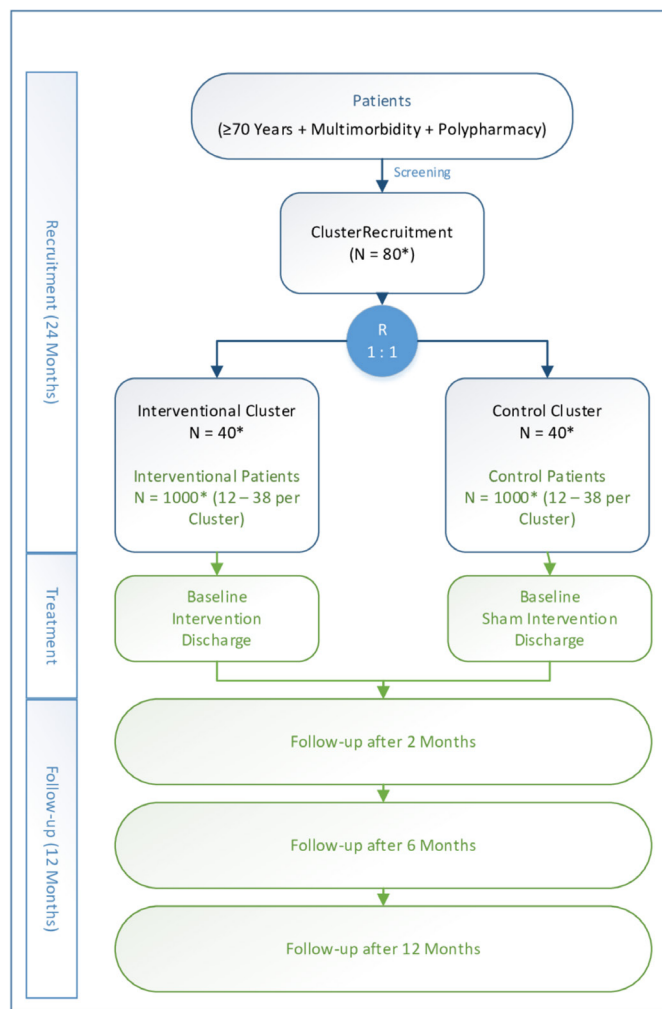 Patients
(≥70 Years + Multimorbidity + Polypharmacy)
Screening
ClusterRecruitment
(N = 80*)
R
1 : 1
Recruitment (24 Months)
Interventional Cluster
N = 40*
Interventional Patients
N = 1000* (12 – 38 per
Cluster)
Control Cluster
N = 40*
Control Patients
N = 1000* (12 – 38 per
Cluster)
Treatment
Baseline
Intervention
Discharge
Baseline
Sham Intervention
Discharge
Follow-up (12 Months)
Follow-up after 2 Months
Follow-up after 6 Months
Follow-up after 12 Months